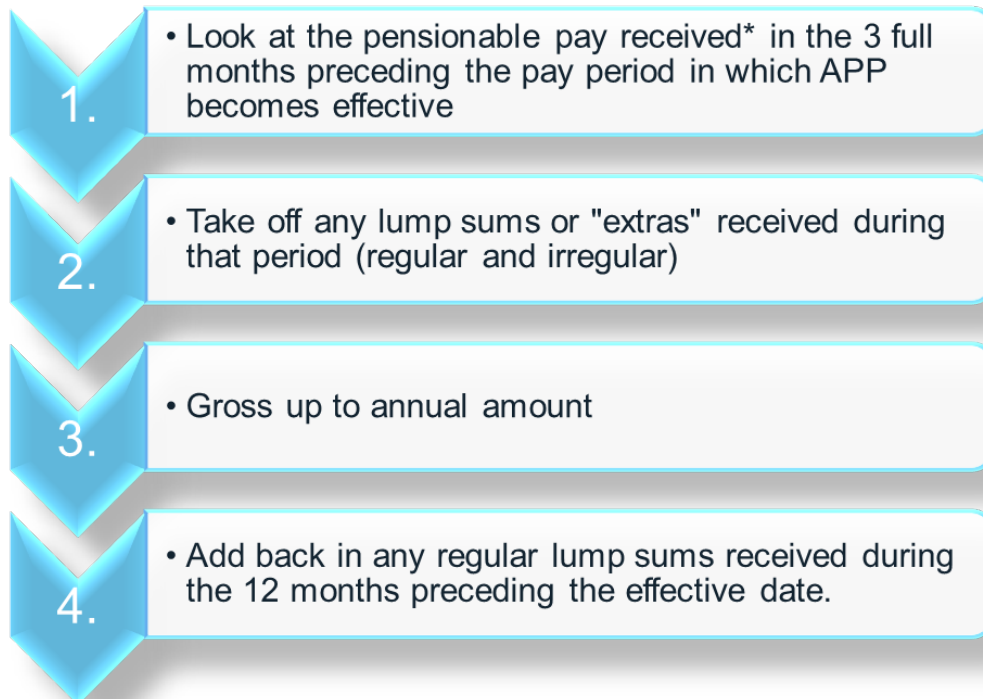 1.
• Look at the pensionable pay received* in the 3 full
months preceding the pay period in which APP
becomes effective
2.
• Take off any lump sums or "extras" received during
that period (regular and irregular)
3.
• Gross up to annual amount
4.
• Add back in any regular lump sums received during
the 12 months preceding the effective date.